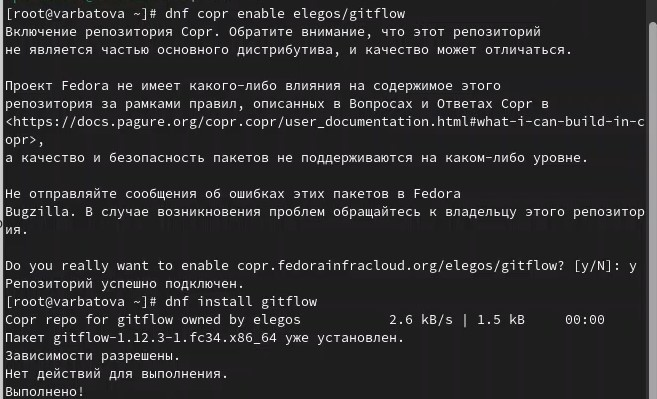 [root@varbatova ~]# dnf copr enable elegos/gitflow
Включение репозитория Copr. Обратите внимание, что этот репозиторий
не является частью основного дистрибутива, и качество может отличаться.
Проект Fedora не имеет какого-либо влияния на содержимое этого
репозитория за рамками правил, описанных в Вопросах и Ответах Copr в
<https://docs.pagure.org/copr.copr/user_documentation.html#what-i-can-build-in-c
opr>,
а качество и безопасность пакетов не поддерживаются на каком-либо уровне.
Не отправляйте сообщения об ошибках этих пакетов в Fedora
Bugzilla. В случае возникновения проблем обращайтесь к владельцу этого репозитор
ия.
Do you really want to enable copr.fedorainfracloud.org/elegos/gitflow? [y/N]: y
Репозиторий успешно подключен.
[root@varbatova ~]# dnf install gitflow
Copr repo for gitflow owned by elegos           2.6 kB/s | 1.5 kB     00:00
Пакет gitflow-1.12.3-1.fc34.x86_64 уже установлен.
Зависимости разрешены.
Нет действий для выполнения.
Выполнено!